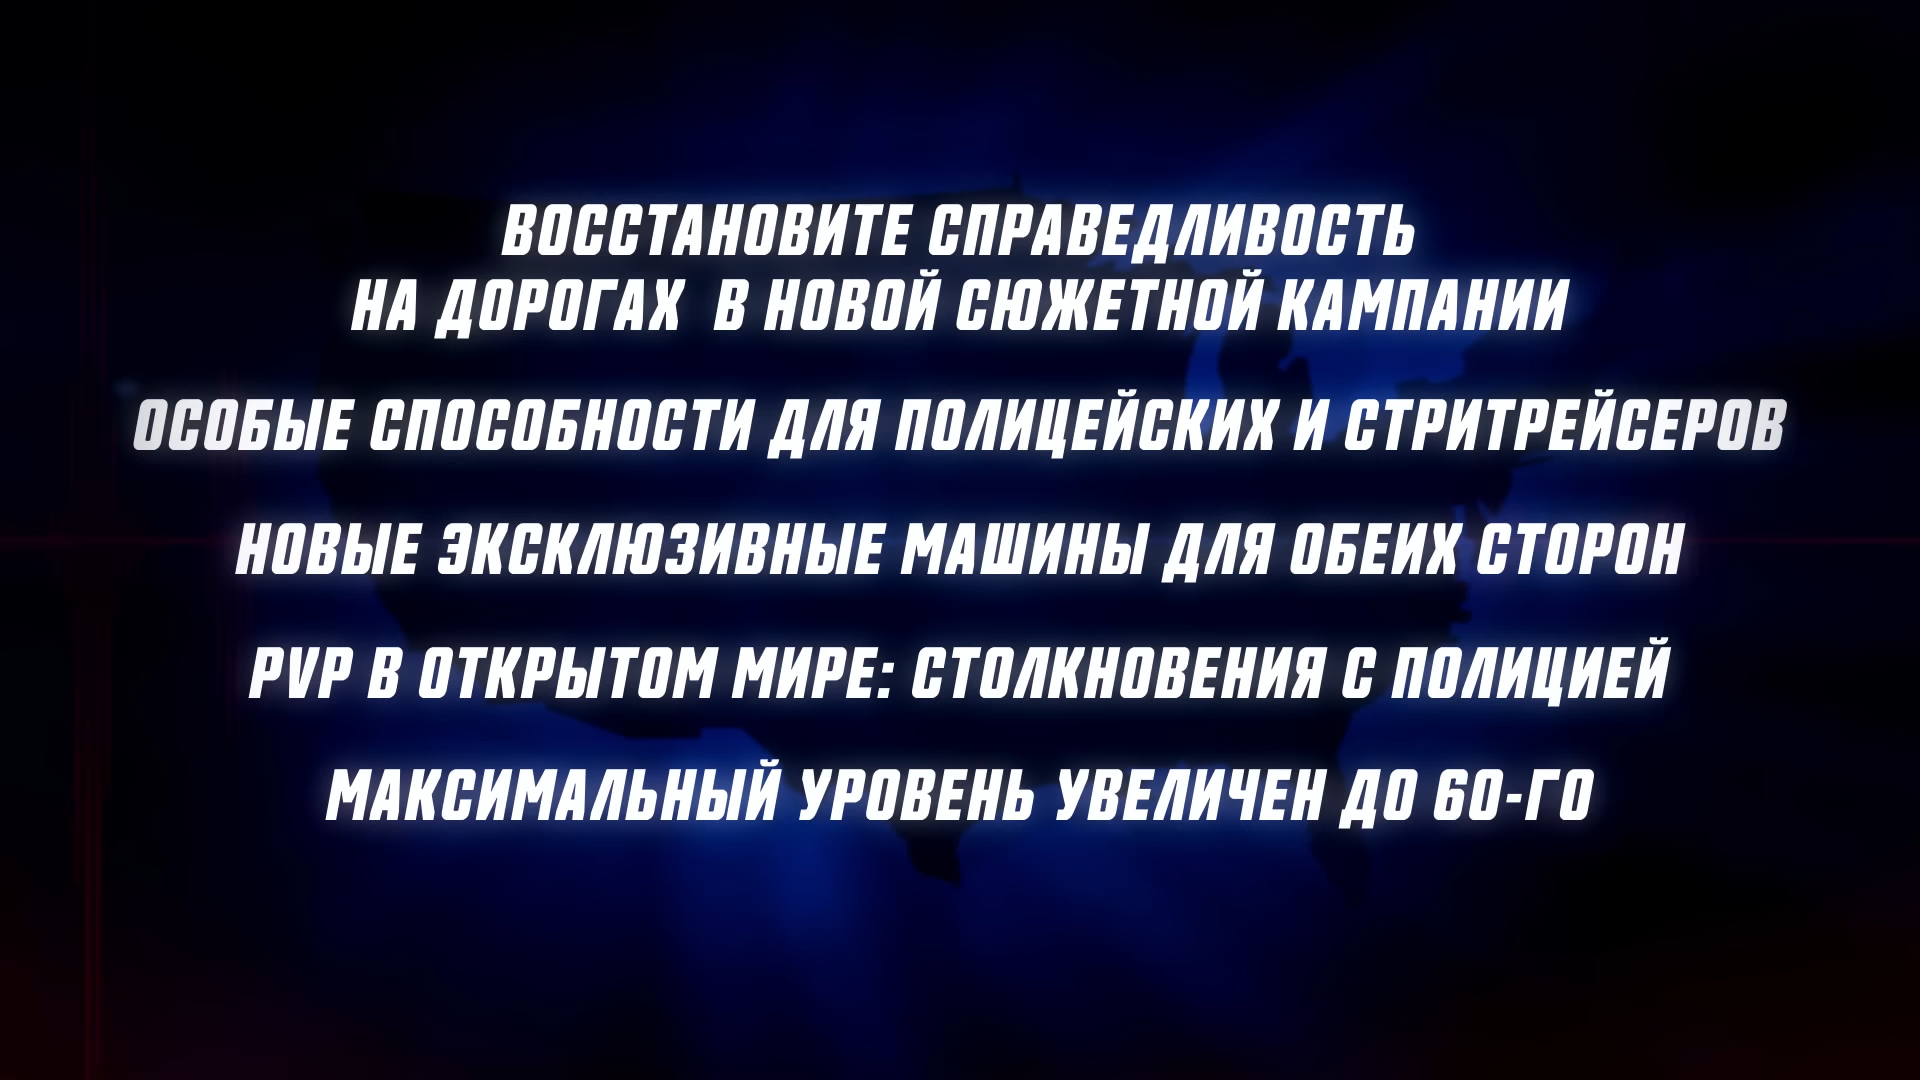 ВОССТАНОВИТЕ СПРАВЕДЛИВОСТЬ
НА ДОРОГАХ В НОВОЙ СЮЖЕТНОЙ КАМПАНИИ
ОСОБЫЕ СПОСОБНОСТИ ДЛЯ ПОЛИЦЕЙСКИХ И СТРИТРЕЙСЕРОВ
НОВЫЕ ЭКСКЛЮЗИВНЫЕ МАШИНЫ ДЛЯ ОБЕИХ СТОРОН
PVP В ОТКРЫТОМ МИРЕ: СТОЛКНОВЕНИЯ С ПОЛИЦИЕЙ
МАКСИМАЛЬНЫЙ УРОВЕНЬ УВЕЛИЧЕН ДО 60-ГО